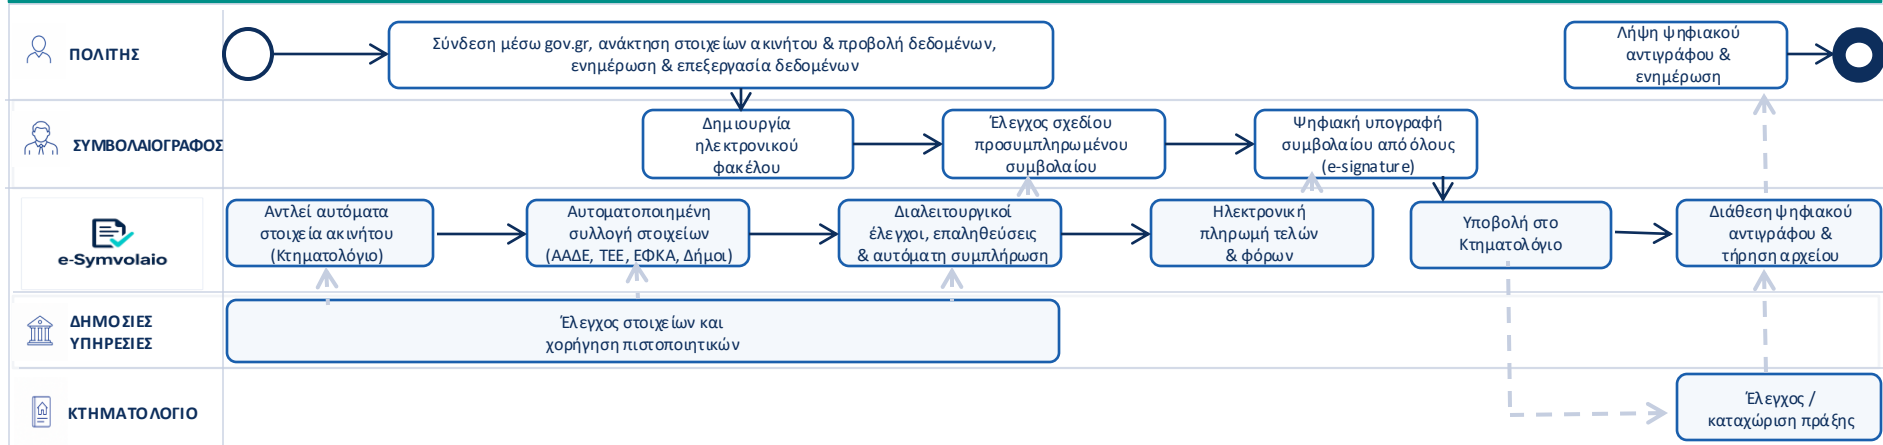 ΠΟΛΙΤΗΣ
Σύνδεση μέσω gov.gr, ανάκτηση στοιχείων ακινήτου & προβολή δεδομένων,
ενημέρωση & επεξεργασία δεδομένων
Λήψη ψηφιακού
αντιγράφου &
ενημέρωση
ΣΥΜΒΟΛΑΙΟΓΡΑΦΟΣ
Δημιουργία
ηλεκτρονικού
φακέλου
Έλεγχος σχεδίου
προσυμπληρωμένου
συμβολαίου
Ψηφιακή υπογραφή
συμβολαίου από όλους
(e-signature)
e-Symvolaio
Αντλεί αυτόματα
στοιχεία ακινήτου
(Κτηματολόγιο)
Αυτοματοποιημένη
συλλογή στοιχείων
(ΑΑΔΕ, ΤΕΕ, ΕΦΚΑ, Δήμοι)
Διαλειτουργικοί
έλεγχοι, επαληθεύσεις
& αυτόματη συμπλήρωση
Ηλεκτρονική
πληρωμή τελών
& φόρων
Υποβολή στο
Κτηματολόγιο
Διάθεση ψηφιακού
αντιγράφου &
τήρηση αρχείου
ΔΗΜΟΣΙΕΣ
ΥΠΗΡΕΣΙΕΣ
Έλεγχος στοιχείων και
χορήγηση πιστοποιητικών
ΚΤΗΜΑΤΟΛΟΓΙΟ
Έλεγχος /
καταχώριση πράξης